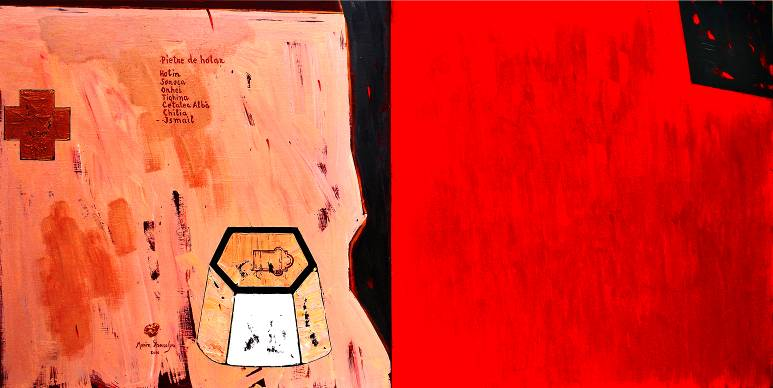 Pietre de hotar
Hotin
Soroca
Orhei
Tighina
Cetatea Albă
Chilia
Ismail